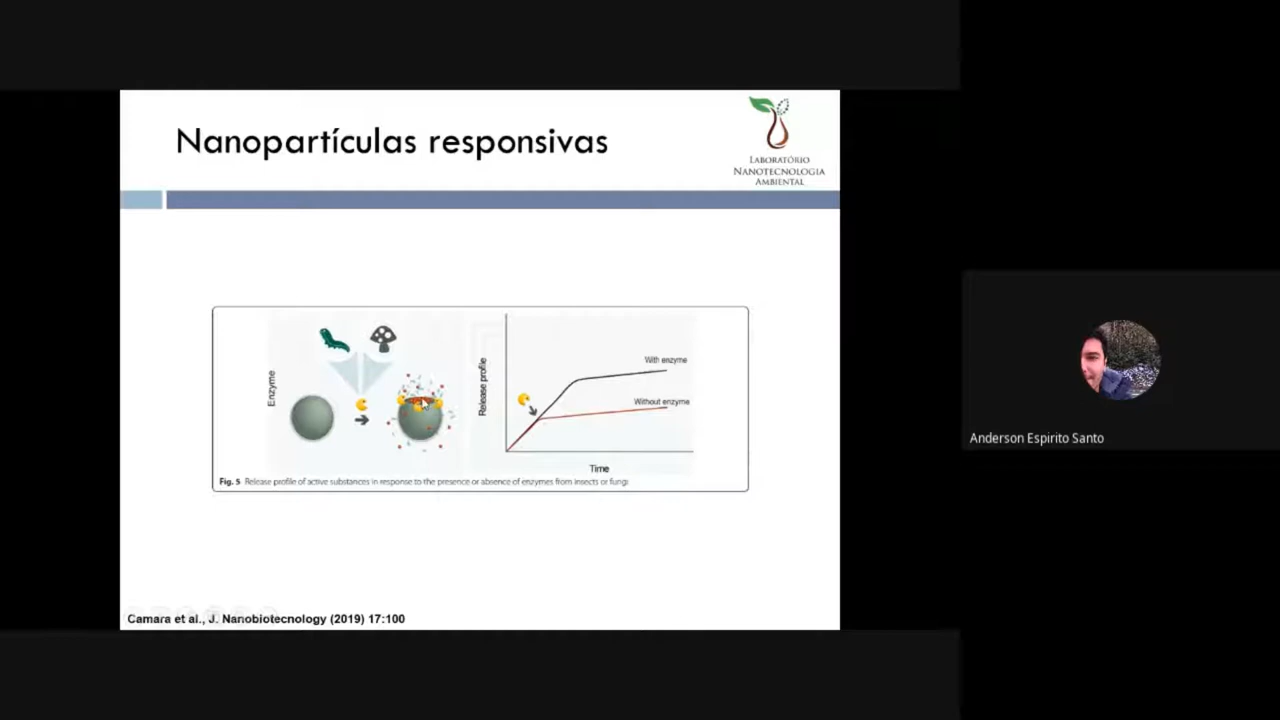 Nanopartículas responsivas
LABORATÓRIO
NANOTECNOLOGIA
AMBIENTAL
Enzyme
Release profile
With enzyme
Without enzyme
Time
Fig. 5 Release profile of active substances in response to the presence or absence of enzymes from insects or fungi
Camara et al., J. Nanobiotecnology (2019) 17:100
Anderson Espirito Santo